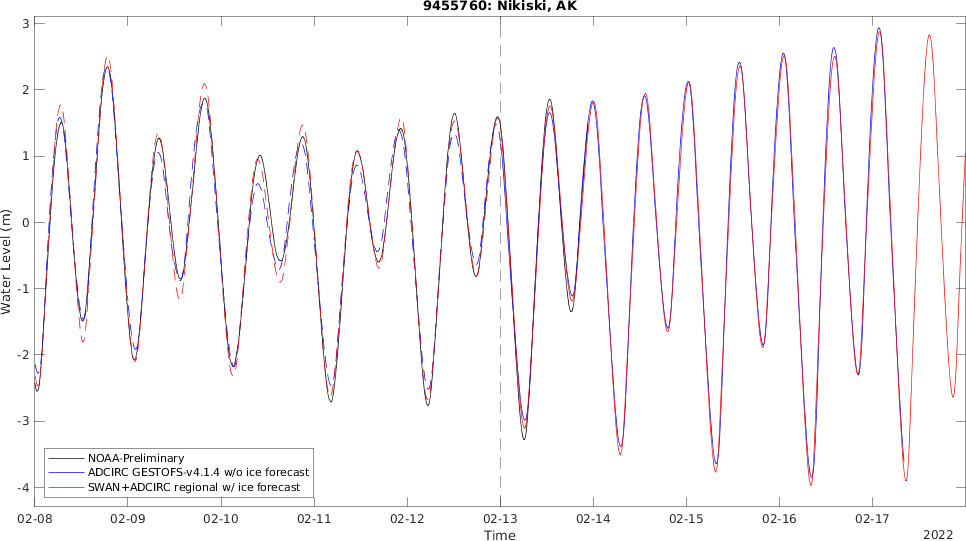 9455760: Nikiski, AK
3
2
1
0
-1
-2
-3
-4
Water Level (m)
NOAA-Preliminary
ADCIRC GESTOFS-v4.1.4 w/o ice forecast
SWAN+ADCIRC regional w/ ice forecast
02-08 02-09 02-10 02-11 02-12 02-13 02-14 02-15 02-16 02-17
Time
2022